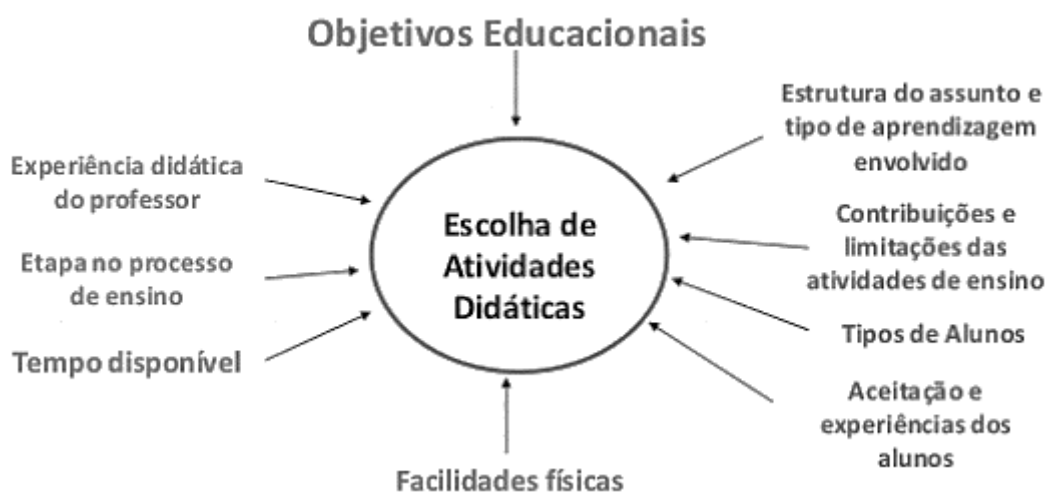 Objetivos Educacionais
Experiência didática
do professor
Etapa no processo
de ensino
Tempo disponível
Escolha de
Atividades
Didáticas
Estrutura do assunto e
tipo de aprendizagem
envolvido
Contribuições e
limitações das
atividades de ensino
Tipos de Alunos
Aceitação e
experiências dos
alunos
Facilidades físicas